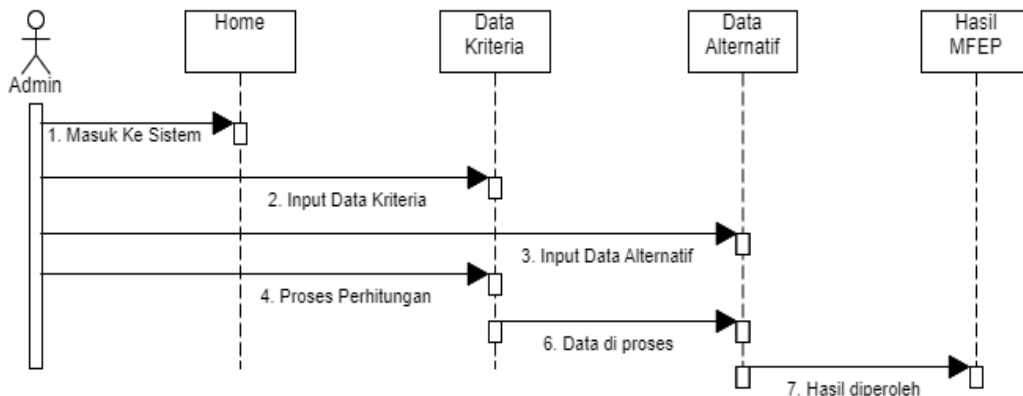 Home
Data
Kriteria
Data
Alternatif
Hasil
MFEP
Admin
1. Masuk Ke Sistem
2. Input Data Kriteria
3. Input Data Alternatif
4. Proses Perhitungan
6. Data di proses
7. Hasil diperoleh